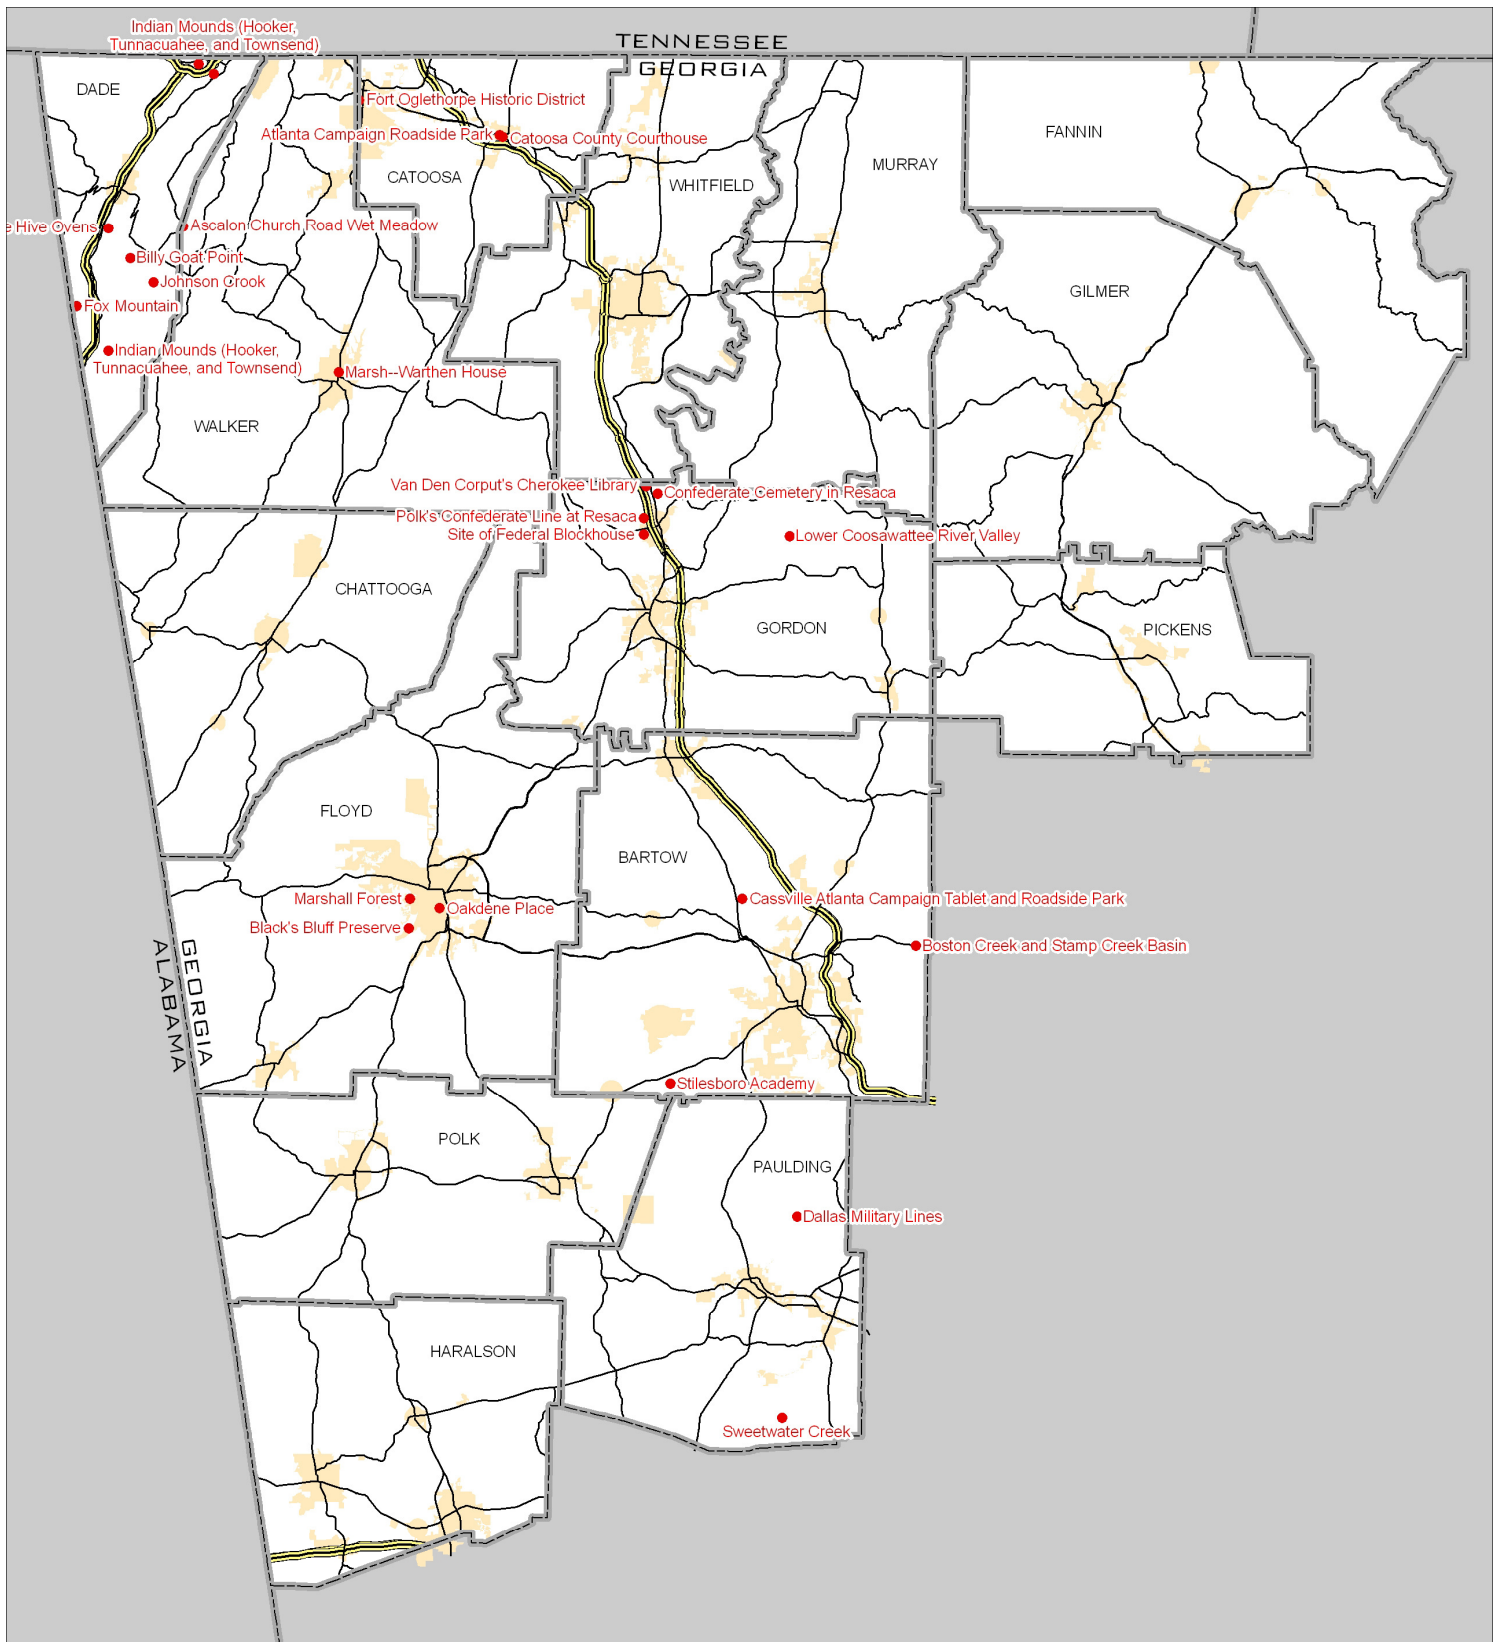 Indian Mounds (Hooker,
Tunnacuahee, and Townsend)
TENNESSEE
GEORGIA
DADE
Fort Oglethorpe Historic District
Atlanta Campaign Roadside Park
Catoosa County Courthouse
FANNIN
MURRAY
CATOOSA
WHITFIELD
e Hive Ovens
Ascalon Church Road Wet Meadow
Billy Goat Point
Johnson Crook
GILMER
Fox Mountain
Indian Mounds (Hooker,
Tunnacuahee, and Townsend)
Marsh--Warthen House
WALKER
Van Den Corput's Cherokee Library
Confederate Cemetery in Resaca
Polk's Confederate Line at Resaca
Site of Federal Blockhouse
Lower Coosawattee River Valley
CHATTOOGA
GORDON
PICKENS
FLOYD
BARTOW
Marshall Forest
Oakdene Place
Cassville Atlanta Campaign Tablet and Roadside Park
Black's Bluff Preserve
Boston Creek and Stamp Creek Basin
GEORGIA
ALABAMA
Stilesboro Academy
POLK
PAULDING
Dallas Military Lines
HARALSON
Sweetwater Creek